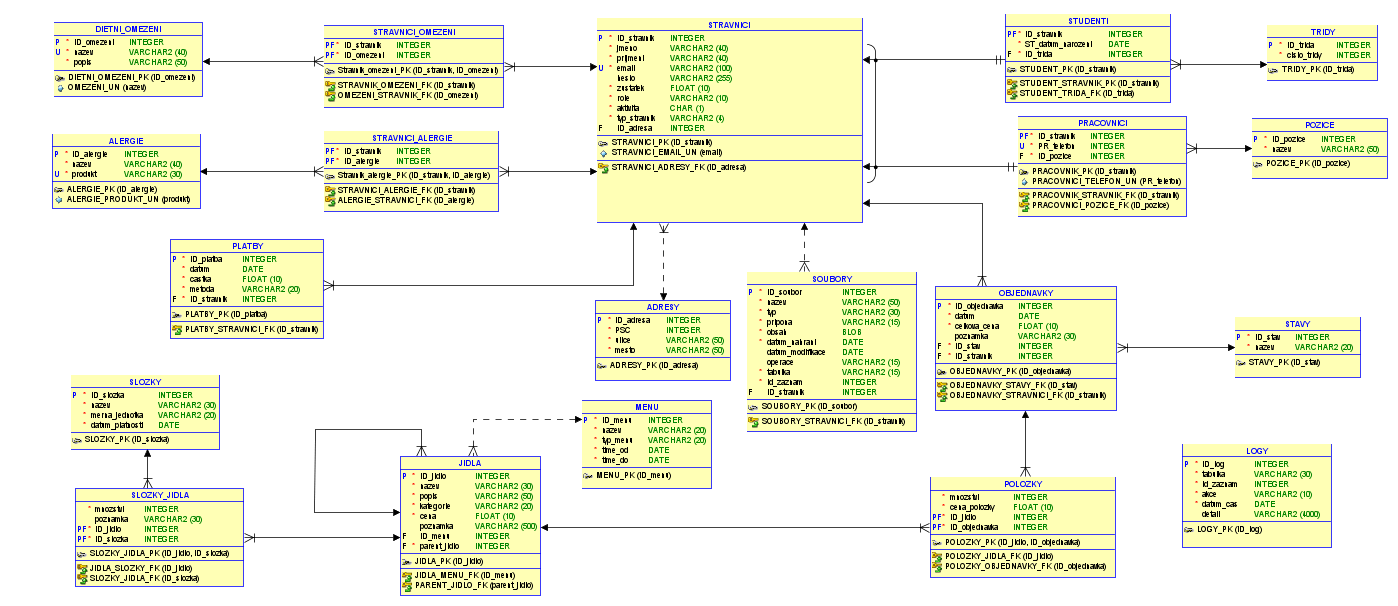 DIETNI_OMEZENI
P * ID_omezeni INTEGER
U * nazev VARCHAR2 (40)
* popis VARCHAR2 (50)
DIETNI_OMEZENI_PK (ID_omezeni)
OMEZENI_UN (nazev)
STRAVNICI_OMEZENI
PF * ID_stravnik INTEGER
PF * ID_omezeni INTEGER
Stravnik_omezeni_PK (ID_stravnik, ID_omezeni)
STRAVNIK_OMEZENI_FK (ID_stravnik)
OMEZENI_STRAVNIK_FK (ID_omezeni)
STRAVNICI
P * ID_stravnik INTEGER
* jmeno VARCHAR2 (40)
* prijmeni VARCHAR2 (40)
U * email VARCHAR2 (100)
heslo VARCHAR2 (255)
* zustatek FLOAT (10)
* role VARCHAR2 (10)
* aktivita CHAR (1)
* typ_stravnik VARCHAR2 (4)
F ID_adresa INTEGER
STRAVNICI_PK (ID_stravnik)
STRAVNICI_EMAIL_UN (email)
STRAVNICI_ADRESY_FK (ID_adresa)
STUDENTI
PF * ID_stravnik INTEGER
* ST_datum_narozeni DATE
F * ID_trida INTEGER
STUDENT_PK (ID_stravnik)
STUDENT_STRAVNIK_FK (ID_stravnik)
STUDENT_TRIDA_FK (ID_trida)
TRIDY
P * ID_trida INTEGER
* cislo_tridy INTEGER
TRIDY_PK (ID_trida)
ALERGIE
P * ID_alergie INTEGER
* nazev VARCHAR2 (40)
U * produkt VARCHAR2 (30)
ALERGIE_PK (ID_alergie)
ALERGIE_PRODUKT_UN (produkt)
STRAVNICI_ALERGIE
PF * ID_stravnik INTEGER
PF * ID_alergie INTEGER
Stravnik_alergie_PK (ID_stravnik, ID_alergie)
STRAVNICI_ALERGIE_FK (ID_stravnik)
ALERGIE_STRAVNICI_FK (ID_alergie)
PRACOVNICI
PF * ID_stravnik INTEGER
U * PR_telefon INTEGER
F * ID_pozice INTEGER
PRACOVNIK_PK (ID_stravnik)
PRACOVNICI_TELEFON_UN (PR_telefon)
PRACOVNIK_STRAVNIK_FK (ID_stravnik)
PRACOVNICI_POZICE_FK (ID_pozice)
POZICE
P * ID_pozice INTEGER
* nazev VARCHAR2 (50)
POZICE_PK (ID_pozice)
PLATBY
P * ID_platba INTEGER
* datum DATE
* castka FLOAT (10)
* metoda VARCHAR2 (20)
F * ID_stravnik INTEGER
PLATBY_PK (ID_platba)
PLATBY_STRAVNICI_FK (ID_stravnik)
ADRESY
P * ID_adresa INTEGER
* PSC INTEGER
* ulice VARCHAR2 (50)
* mesto VARCHAR2 (50)
ADRESY_PK (ID_adresa)
SOUBORY
P * ID_soubor INTEGER
* nazev VARCHAR2 (50)
* typ VARCHAR2 (30)
* pripona VARCHAR2 (15)
* obsah BLOB
* datum_nahrani DATE
datum_modifikace DATE
operace VARCHAR2 (15)
* tabulka VARCHAR2 (15)
* id_zaznam INTEGER
F ID_stravnik INTEGER
SOUBORY_PK (ID_soubor)
SOUBORY_STRAVNICI_FK (ID_stravnik)
OBJEDNAVKY
P * ID_objednavka INTEGER
* datum DATE
* celkova_cena FLOAT (10)
poznamka VARCHAR2 (30)
F * ID_stav INTEGER
F * ID_stravnik INTEGER
OBJEDNAVKY_PK (ID_objednavka)
OBJEDNAVKY_STAVY_FK (ID_stav)
OBJEDNAVKY_STRAVNICI_FK (ID_stravnik)
STAVY
P * ID_stav INTEGER
* nazev VARCHAR2 (20)
STAVY_PK (ID_stav)
SLOZKY
P * ID_slozka INTEGER
* nazev VARCHAR2 (30)
* merna_jednotka VARCHAR2 (20)
* datum_platnosti DATE
SLOZKY_PK (ID_slozka)
MENU
P * ID_menu INTEGER
* nazev VARCHAR2 (20)
* typ_menu VARCHAR2 (20)
* time_od DATE
* time_do DATE
MENU_PK (ID_menu)
JIDLA
P * ID_jidlo INTEGER
* nazev VARCHAR2 (30)
* popis VARCHAR2 (50)
* kategorie VARCHAR2 (20)
* cena FLOAT (10)
poznamka VARCHAR2 (500)
F ID_menu INTEGER
F * parent_jidlo INTEGER
JIDLA_PK (ID_jidlo)
JIDLA_MENU_FK (ID_menu)
PARENT_JIDLO_FK (parent_jidlo)
SLOZKY_JIDLA
* mnozstvi INTEGER
poznamka VARCHAR2 (30)
PF * ID_jidlo INTEGER
PF * ID_slozka INTEGER
SLOZKY_JIDLA_PK (ID_jidlo, ID_slozka)
JIDLA_SLOZKY_FK (ID_jidlo)
SLOZKY_JIDLA_FK (ID_slozka)
POLOZKY
* mnozstvi INTEGER
* cena_polozky FLOAT (10)
PF * ID_jidlo INTEGER
PF * ID_objednavka INTEGER
POLOZKY_PK (ID_jidlo, ID_objednavka)
POLOZKY_JIDLA_FK (ID_jidlo)
POLOZKY_OBJEDNAVKY_FK (ID_objednavka)
LOGY
P * ID_log INTEGER
* tabulka VARCHAR2 (30)
* id_zaznam INTEGER
* akce VARCHAR2 (10)
* datum_cas DATE
detail VARCHAR2 (4000)
LOGY_PK (ID_log)